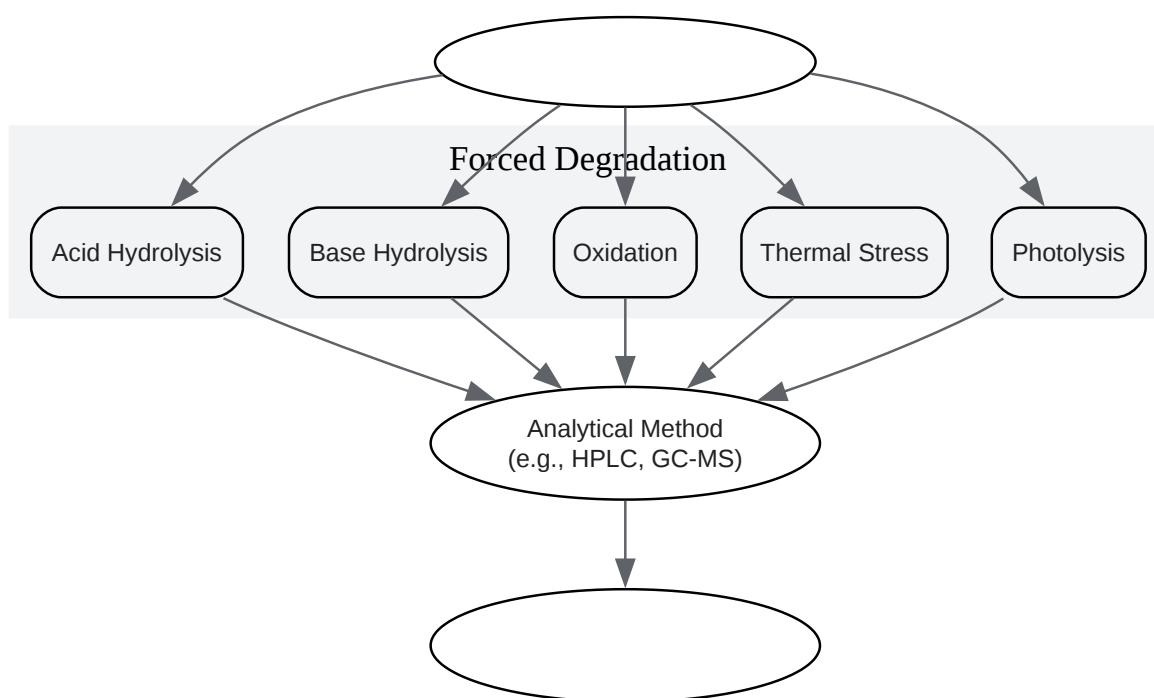 Forced Degradation
Acid Hydrolysis
Base Hydrolysis
Oxidation
Thermal Stress
Photolysis
Analytical Method
(e.g., HPLC, GC-MS)